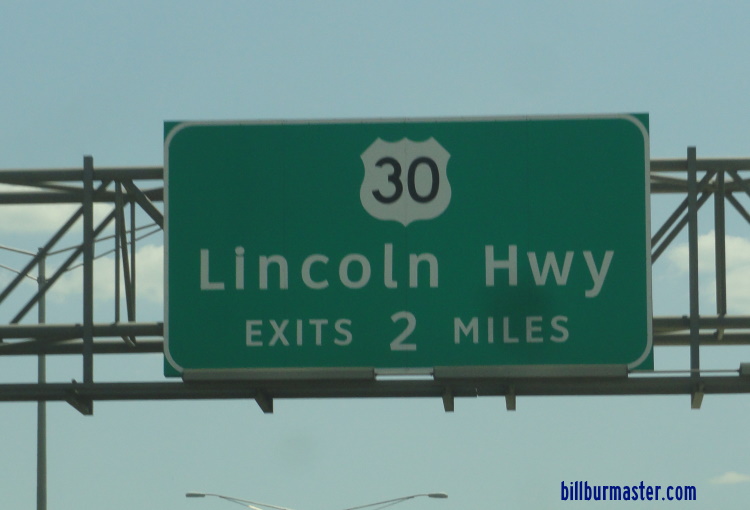 30
Lincoln Hwy
EXITS 2 MILES
billburmaster.com